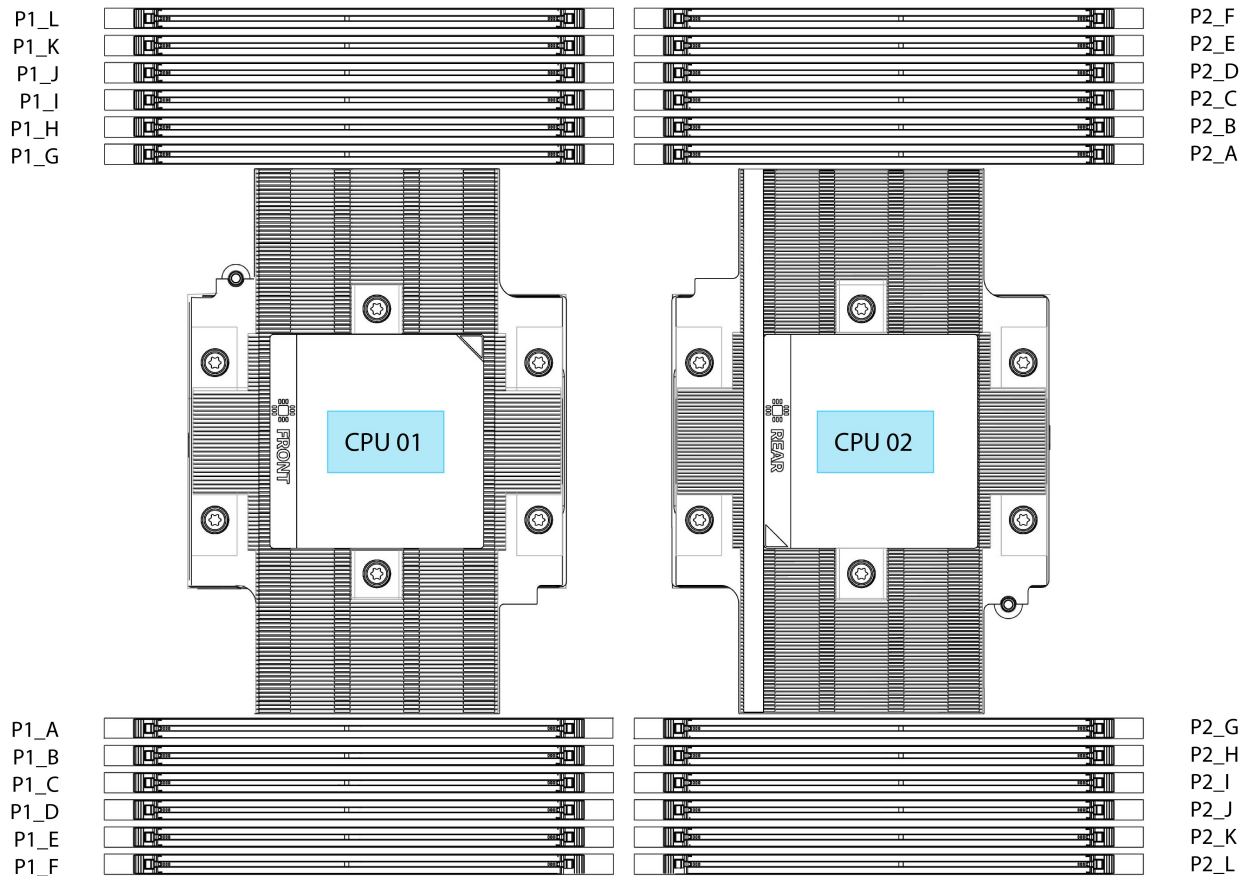 P1_L
P1_K
P1_J
P1_I
P1_H
P1_G
P2_F
P2_E
P2_D
P2_C
P2_B
P2_A
FRONT
CPU 01
REAR
CPU 02
P1_A
P1_B
P1_C
P1_D
P1_E
P1_F
P2_G
P2_H
P2_I
P2_J
P2_K
P2_L